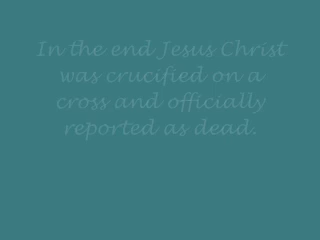 In the end Jesus Christ
was crucified on a
cross and officially
reported as dead.